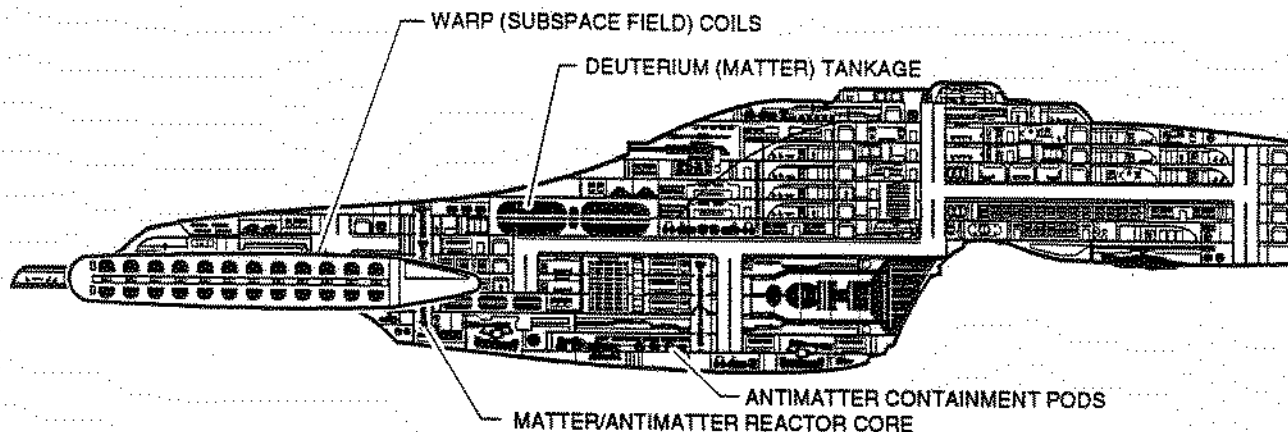 WARP (SUBSPACE FIELD) COILS
DEUTERIUM (MATTER) TANKAGE
ANTIMATTER CONTAINMENT PODS
MATTER/ANTIMATTER REACTOR CORE